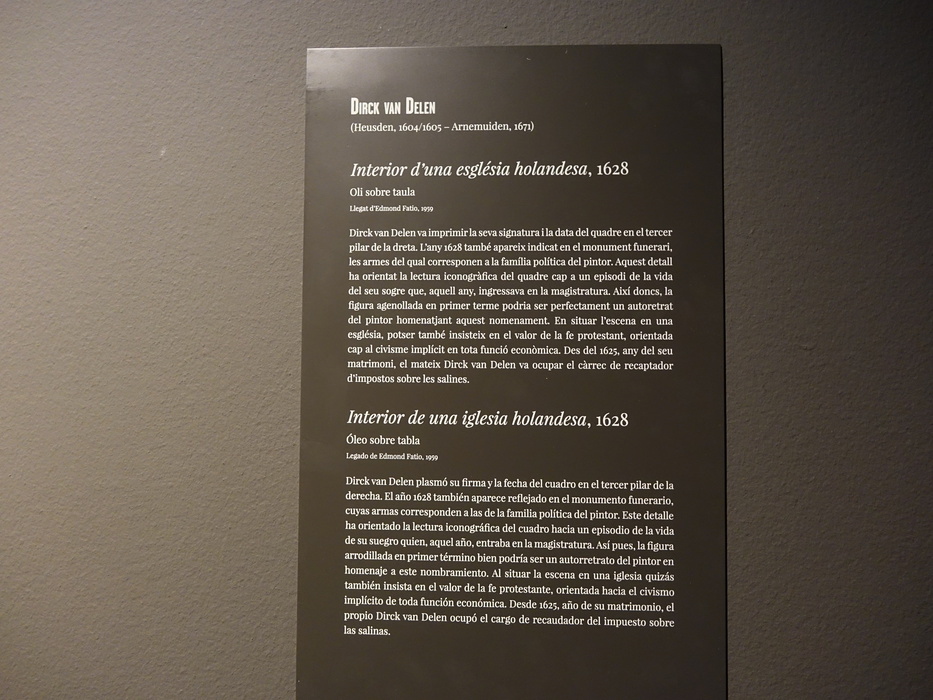 DIRCK VAN DELEN
(Heusden, 1604/1605 – Arnemuiden, 1671)
Interior d'una església holandesa, 1628
Oli sobre taula
Llegat d'Edmond Fatio, 1959
Dirck van Delen va imprimir la seva signatura i la data del quadre en el tercer
pilar de la dreta. L'any 1628 també apareix indicat en el monument funerari,
les armes del qual corresponen a la família política del pintor. Aquest detall
ha orientat la lectura iconogràfica del quadre cap a un episodi de la vida
del seu sogre que, aquell any, ingressava en la magistratura. Així doncs, la
figura agenollada en primer terme podria ser perfectament un autoretrat
del pintor homenatjant aquest nomenament. En situar l'escena en una
església, potser també insisteix en el valor de la fe protestant, orientada
cap al civisme implícit en tota funció econòmica. Des del 1625, any del seu
matrimoni, el mateix Dirck van Delen va ocupar el càrrec de recaptador
d'impostos sobre les salines.
Interior de una iglesia holandesa, 1628
Óleo sobre tabla
Legado de Edmond Fatio, 1959
Dirck van Delen plasmó su firma y la fecha del cuadro en el tercer pilar de la
derecha. El año 1628 también aparece reflejado en el monumento funerario,
cuyas armas corresponden a las de la familia política del pintor. Este detalle
ha orientado la lectura iconográfica del cuadro hacia un episodio de la vida
de su suegro quien, aquel año, entraba en la magistratura. Así pues, la figura
arrodillada en primer término bien podría ser un autorretrato del pintor en
homenaje a este nombramiento. Al situar la escena en una iglesia quizás
también insista en el valor de la fe protestante, orientada hacia el civismo
implícito de toda función económica. Desde 1625, año de su matrimonio, el
propio Dirck van Delen ocupó el cargo de recaudador del impuesto sobre
las salinas.